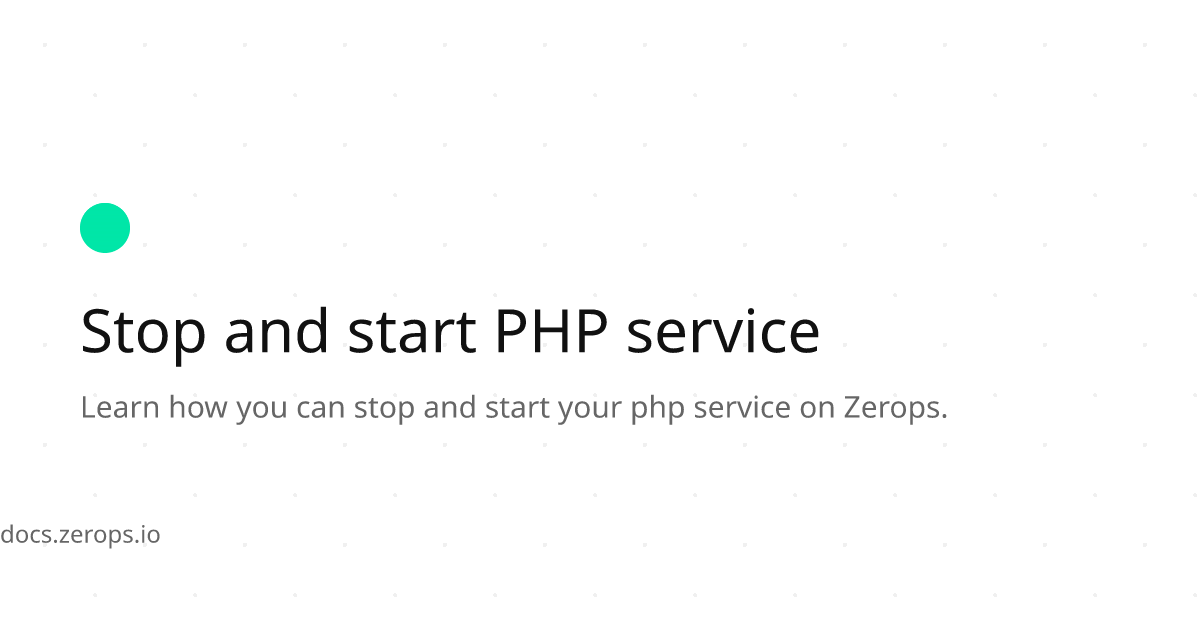 Stop and start PHP service
Learn how you can stop and start your php service on Zerops.
docs.zerops.io